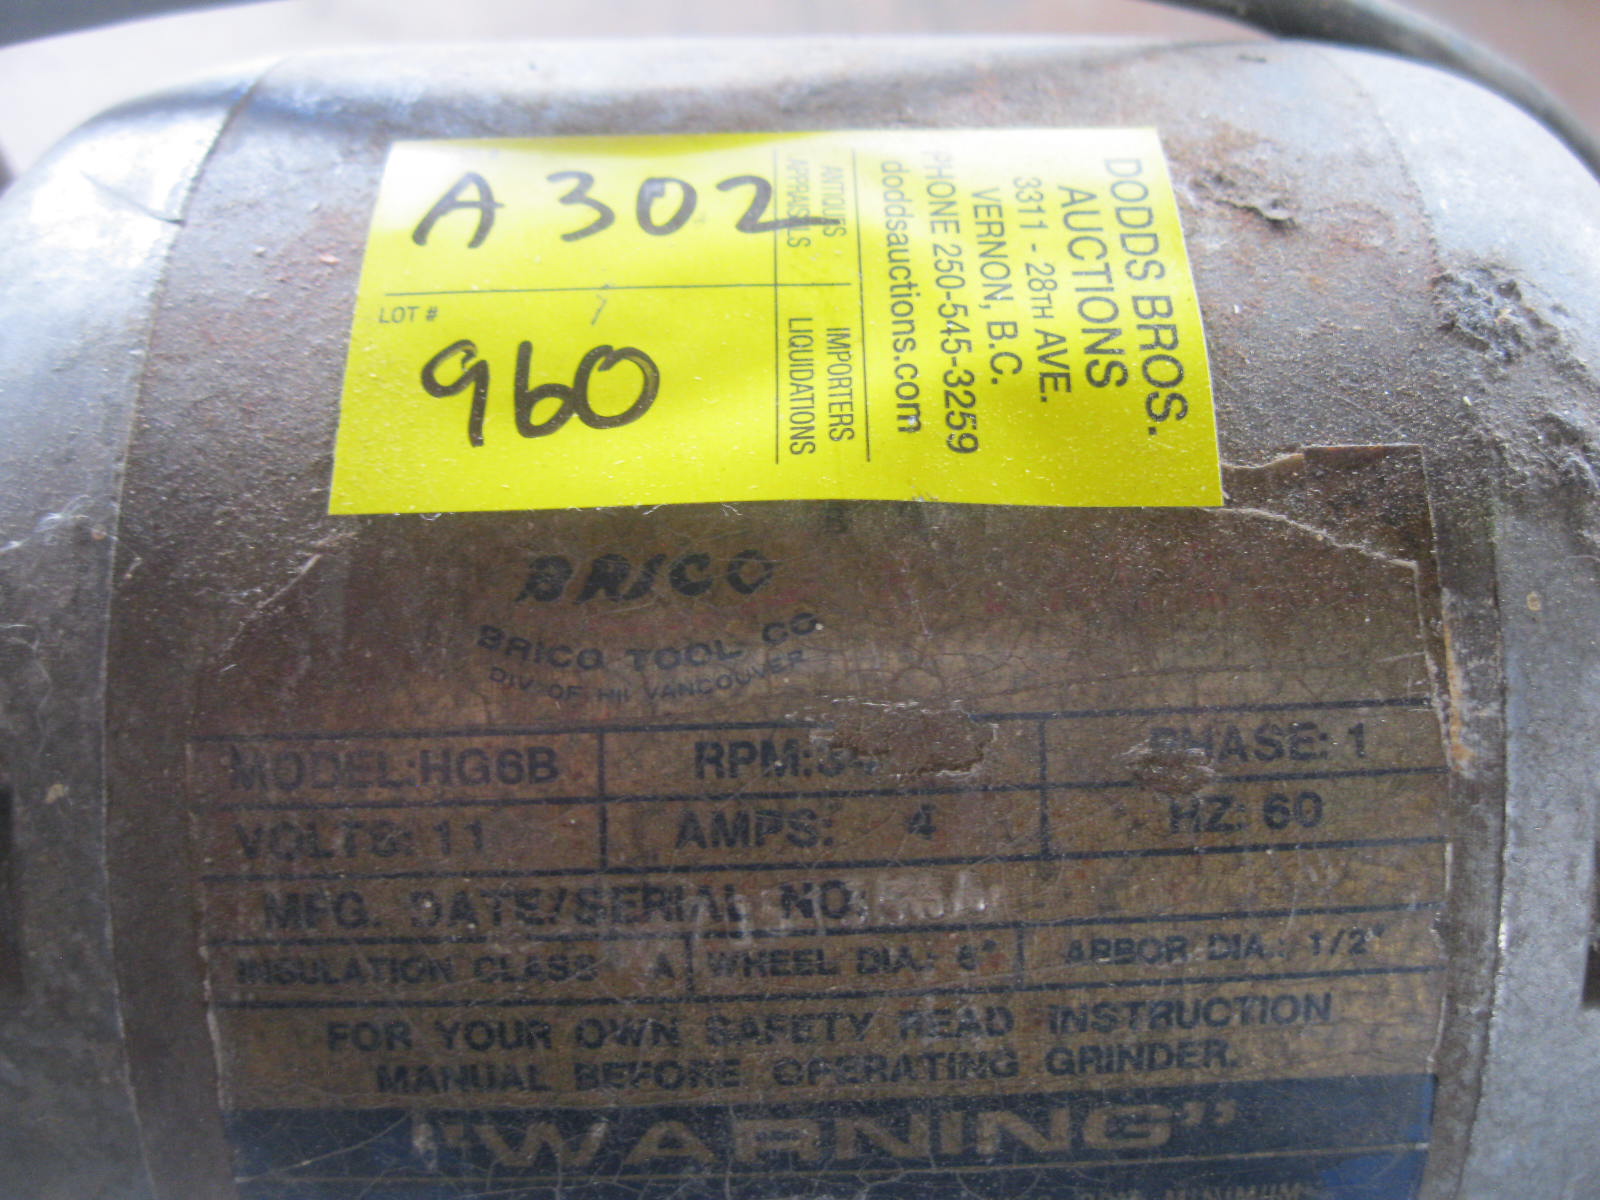 A 302
LOT #
960
ANTIQUES
APPRAISALS
IMPORTERS
LIQUIDATIONS
DODDS BROS.
AUCTIONS
3311 - 28TH AVE.
VERNON, B.C.
PHONE 250-545-3259
doddsauctions.com
BRICO
BRICO TOOL CO
DIV. OF HII VANCOUVER
MODEL:HG6B RPM:34 PHASE: 1
VOLTS: 11 AMPS: 4 HZ: 60
MFG. DATE/SERIAL NO:
INSULATION CLASS A WHEEL DIA.: 6" ARBOR DIA.: 1/2"
FOR YOUR OWN SAFETY READ INSTRUCTION
MANUAL BEFORE OPERATING GRINDER.
"WARNING"